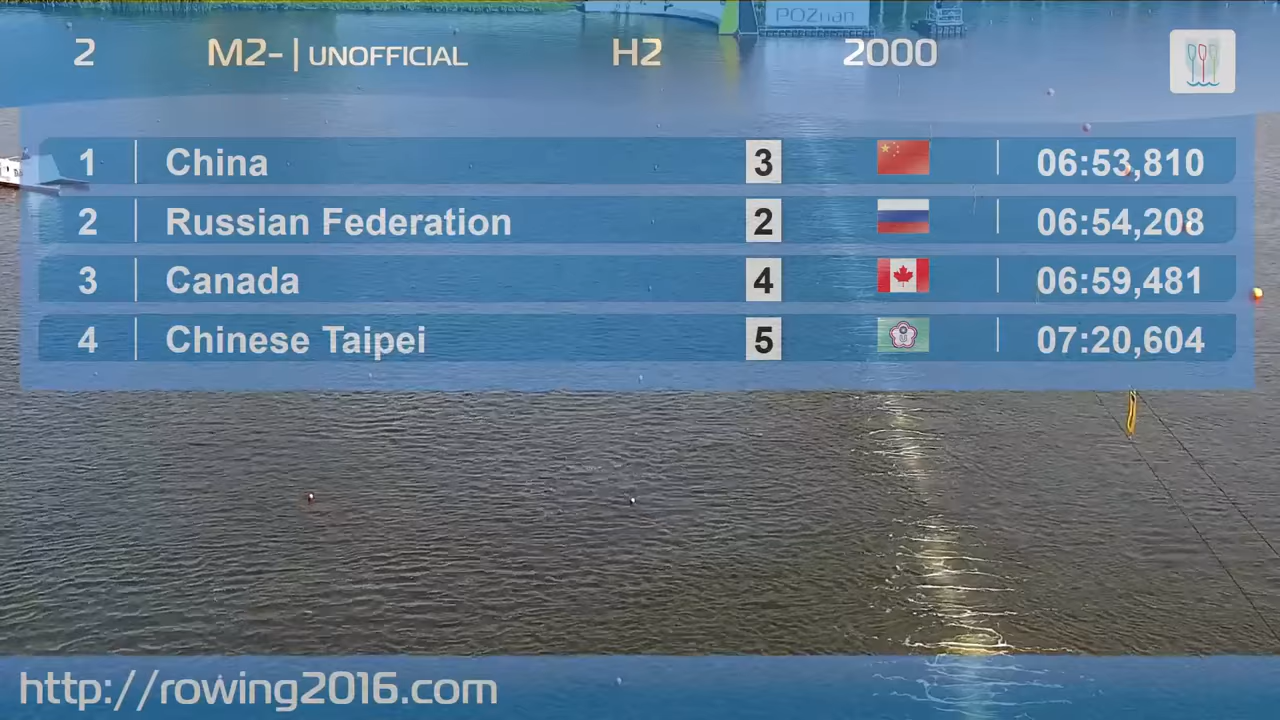 POZnan
2 M2- | UNOFFICIAL H2 2000
1 China 3 06:53,810
2 Russian Federation 2 06:54,208
3 Canada 4 06:59,481
4 Chinese Taipei 5 07:20,604
http://rowing2016.com